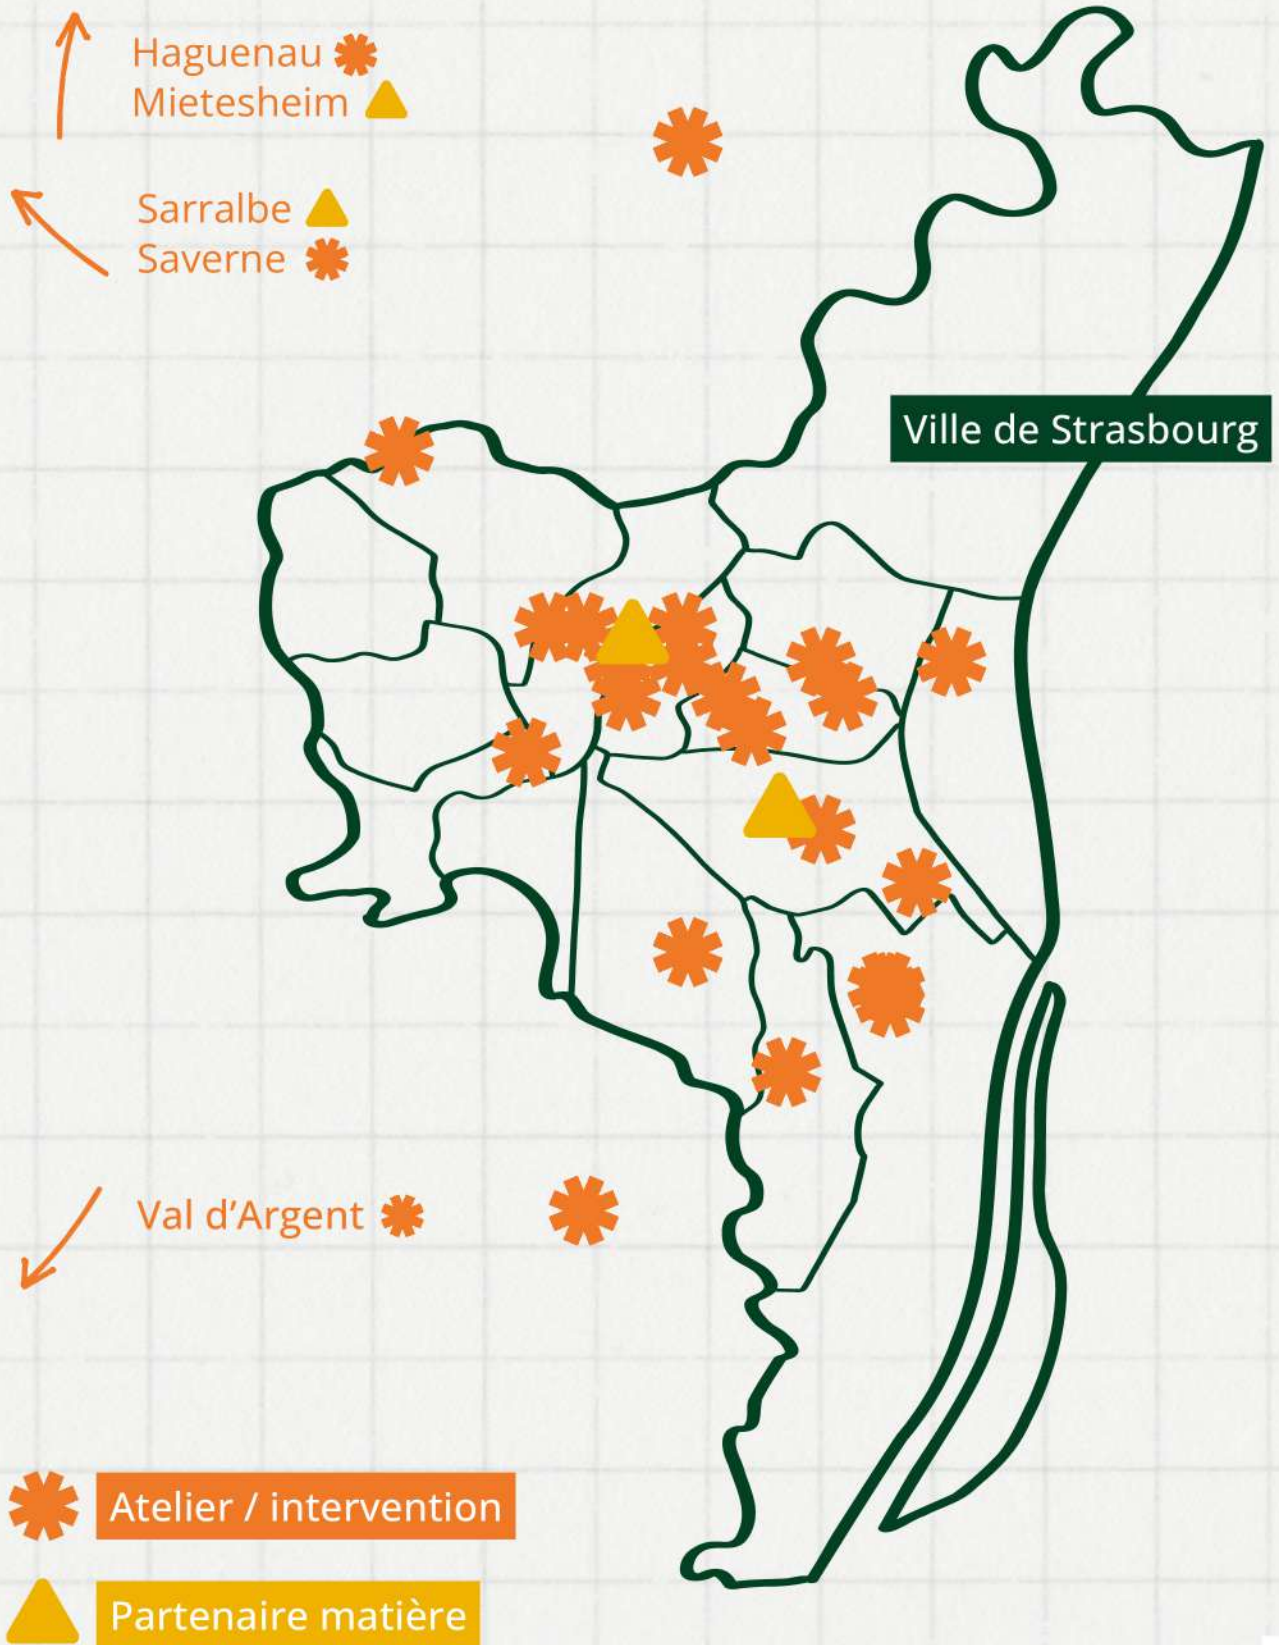 Haguenau
Mietesheim
Sarralbe
Saverne
Ville de Strasbourg
Val d'Argent
Atelier / intervention
Partenaire matière